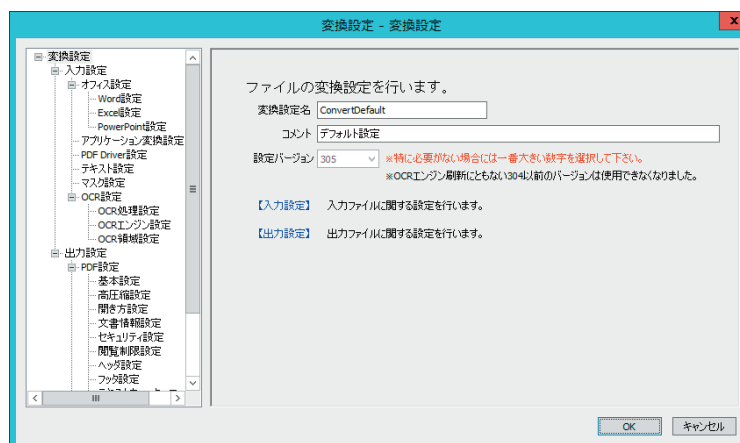 変換設定 - 変換設定
x
変換設定
入力設定
オフィス設定
Word設定
Excel設定
PowerPoint設定
アプリケーション変換設定
PDF Driver設定
テキスト設定
マスク設定
OCR設定
OCR処理設定
OCRエンジン設定
OCR領域設定
出力設定
PDF設定
基本設定
高圧縮設定
開き方設定
文書情報設定
セキュリティ設定
閲覧制限設定
ヘッダ設定
フッタ設定
ファイルの変換設定を行います。
変換設定名 ConvertDefault
コメント デフォルト設定
設定バージョン 305 ※特に必要がない場合には一番大きい数字を選択して下さい。
※OCRエンジン刷新にともない304以前のバージョンは使用できなくなりました。
【入力設定】 入力ファイルに関する設定を行います。
【出力設定】 出力ファイルに関する設定を行います。
OK キャンセル